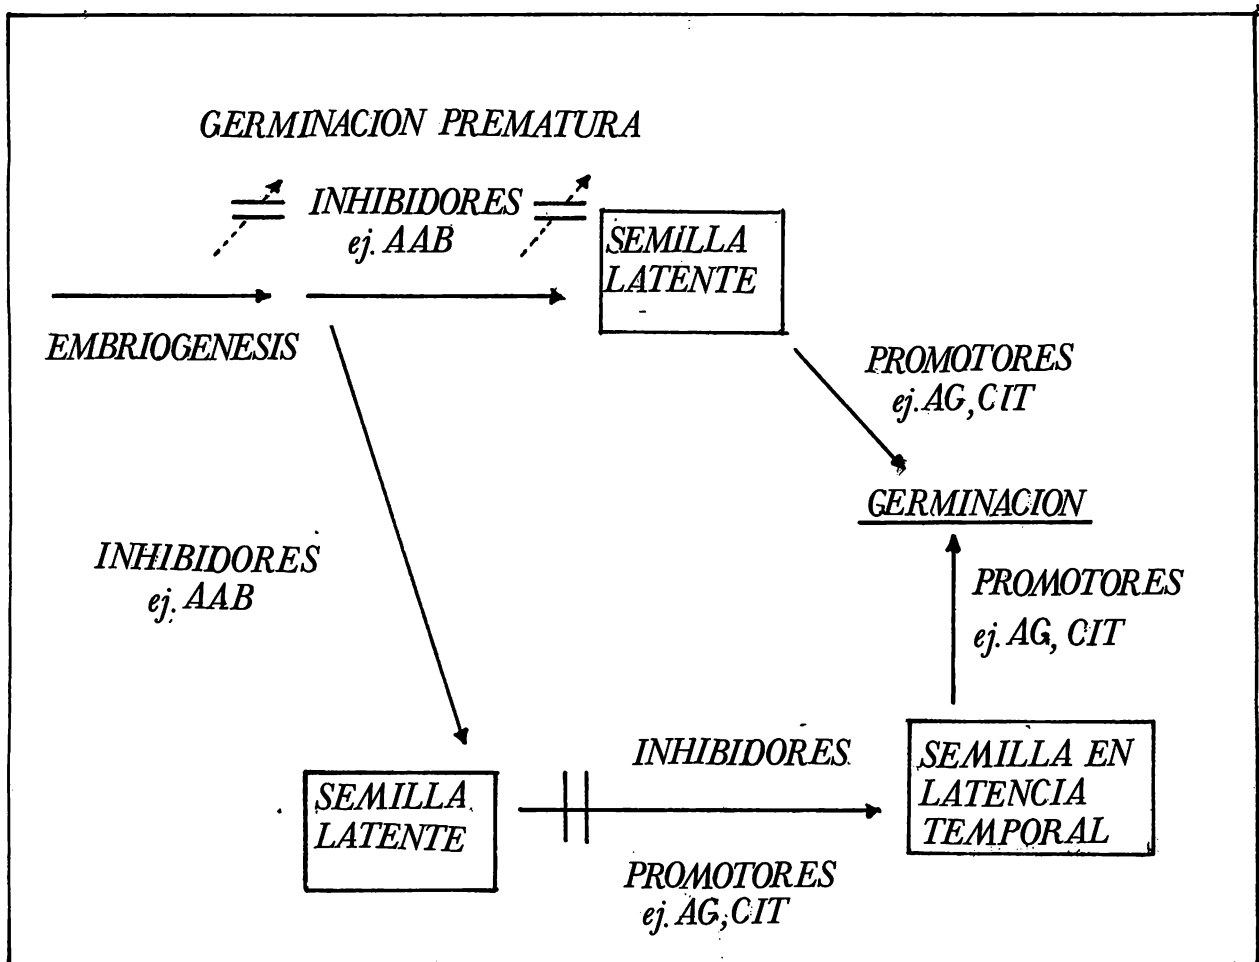 GERMINACION PREMATURA
INHIBIDORES
ej. AAB
SEMILLA
LATENTE
EMBRIOGENESIS
PROMOTORES
ej. AG, CIT
GERMINACION
INHIBIDORES
ej. AAB
PROMOTORES
ej. AG, CIT
SEMILLA
LATENTE
INHIBIDORES
PROMOTORES
ej. AG, CIT
SEMILLA EN
LATENCIA
TEMPORAL